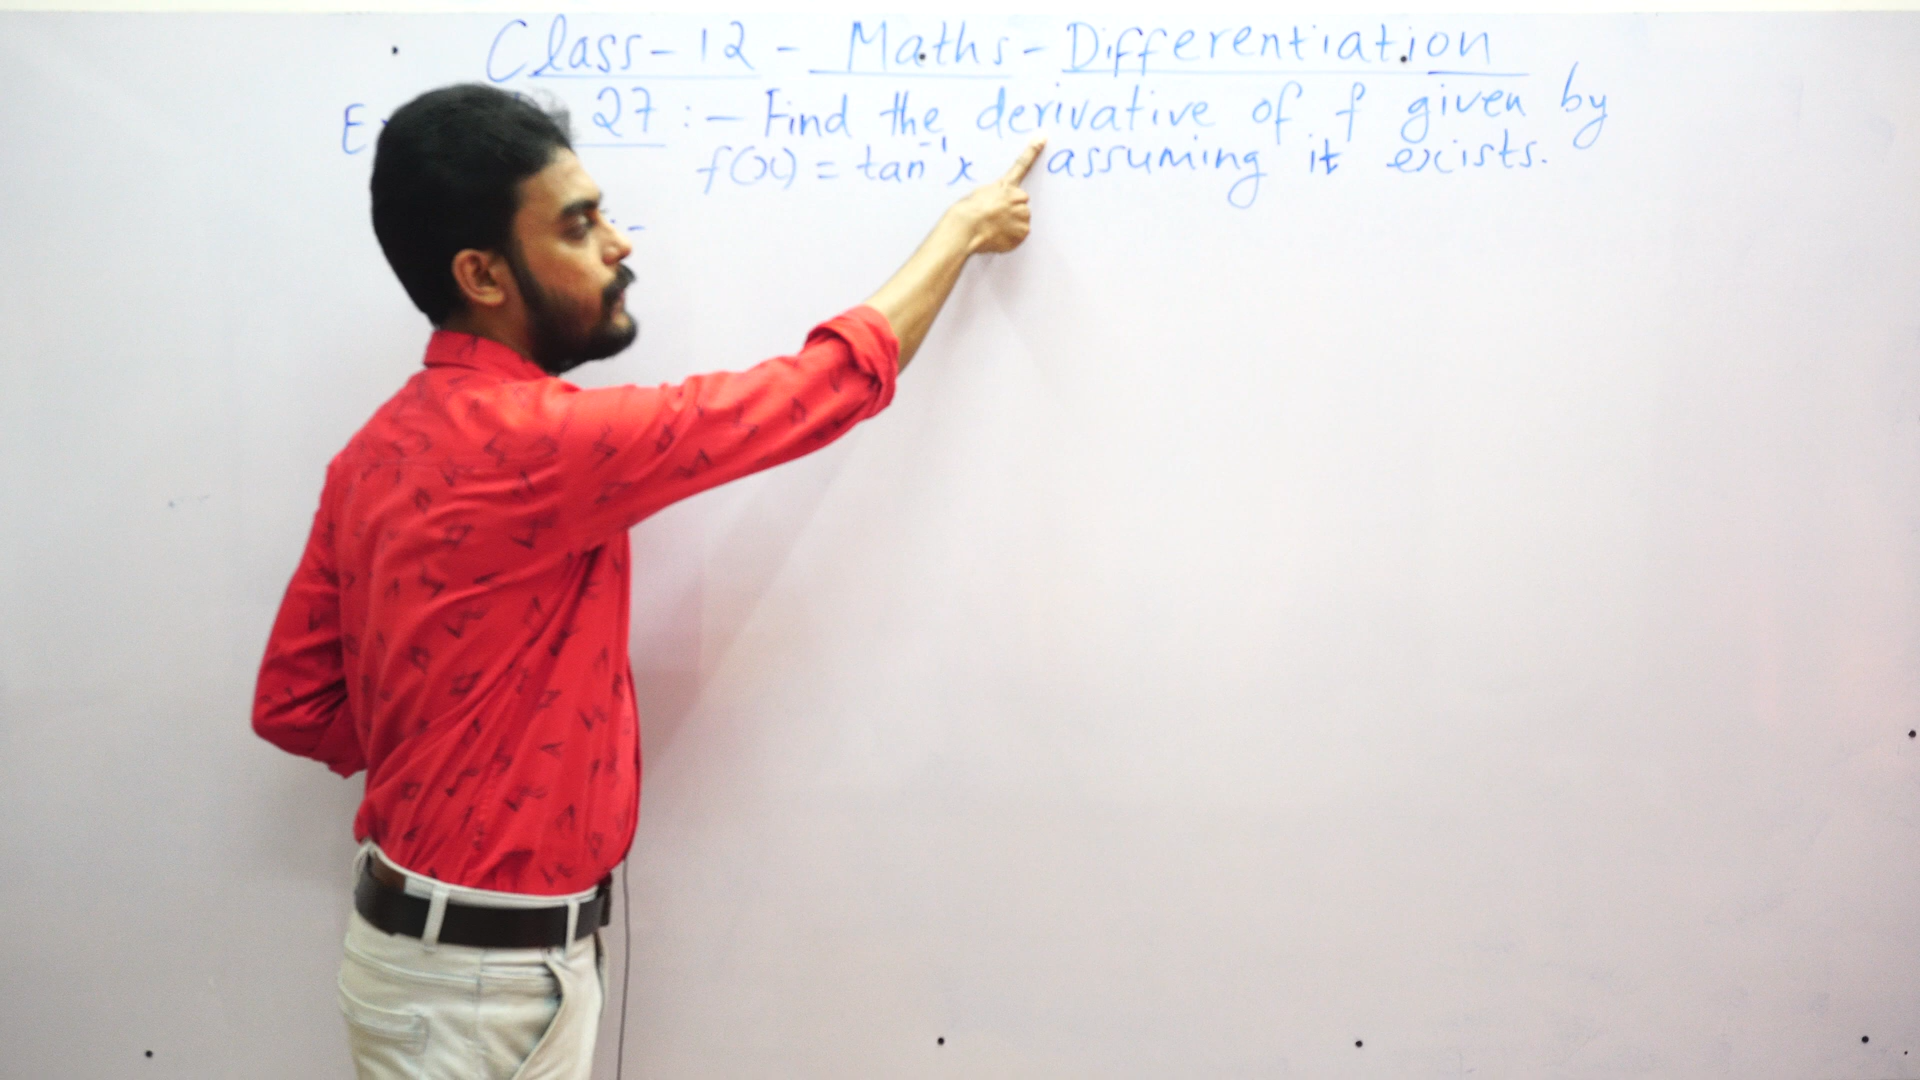 Class-12 - Maths - Differentiation
27 :- Find the derivative of f given by
f(x) = tan⁻¹x assuming it exists.
:-